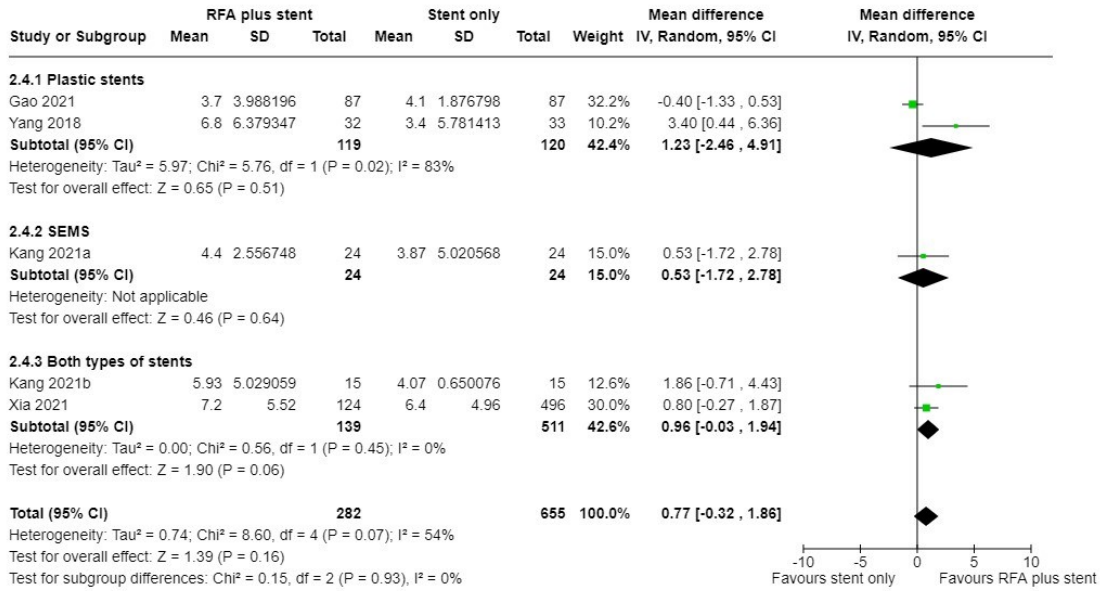 RFA plus stent Stent only Mean difference Mean difference
Study or Subgroup Mean SD Total Mean SD Total Weight IV, Random, 95% CI IV, Random, 95% CI
2.4.1 Plastic stents
Gao 2021 3.7 3.988196 87 4.1 1.876798 87 32.2% -0.40 [-1.33 , 0.53]
Yang 2018 6.8 6.379347 32 3.4 5.781413 33 10.2% 3.40 [0.44 , 6.36]
Subtotal (95% CI) 119 120 42.4% 1.23 [-2.46 , 4.91]
Heterogeneity: Tau² = 5.97; Chi² = 5.76, df = 1 (P = 0.02); I² = 83%
Test for overall effect: Z = 0.65 (P = 0.51)
2.4.2 SEMS
Kang 2021a 4.4 2.556748 24 3.87 5.020568 24 15.0% 0.53 [-1.72 , 2.78]
Subtotal (95% CI) 24 24 15.0% 0.53 [-1.72 , 2.78]
Heterogeneity: Not applicable
Test for overall effect: Z = 0.46 (P = 0.64)
2.4.3 Both types of stents
Kang 2021b 5.93 5.029059 15 4.07 0.650076 15 12.6% 1.86 [-0.71 , 4.43]
Xia 2021 7.2 5.52 124 6.4 4.96 496 30.0% 0.80 [-0.27 , 1.87]
Subtotal (95% CI) 139 511 42.6% 0.96 [-0.03 , 1.94]
Heterogeneity: Tau² = 0.00; Chi² = 0.56, df = 1 (P = 0.45); I² = 0%
Test for overall effect: Z = 1.90 (P = 0.06)
Total (95% CI) 282 655 100.0% 0.77 [-0.32 , 1.86]
Heterogeneity: Tau² = 0.74; Chi² = 8.60, df = 4 (P = 0.07); I² = 54%
Test for overall effect: Z = 1.39 (P = 0.16)
Test for subgroup differences: Chi² = 0.15, df = 2 (P = 0.93), I² = 0%
-10 -5 0 5 10
Favours stent only Favours RFA plus stent